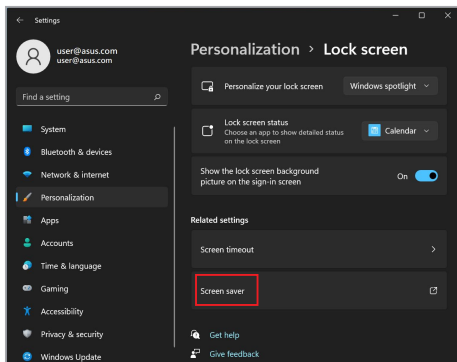 Settings
user@asus.com
user@asus.com
Find a setting
System
Bluetooth & devices
Network & internet
Personalization
Apps
Accounts
Time & language
Gaming
Accessibility
Privacy & security
Windows Update
Personalization > Lock screen
Personalize your lock screen
Windows spotlight
Lock screen status
Choose an app to show detailed status
on the lock screen
Calendar
Show the lock screen background
picture on the sign-in screen
On
Related settings
Screen timeout
Screen saver
Get help
Give feedback